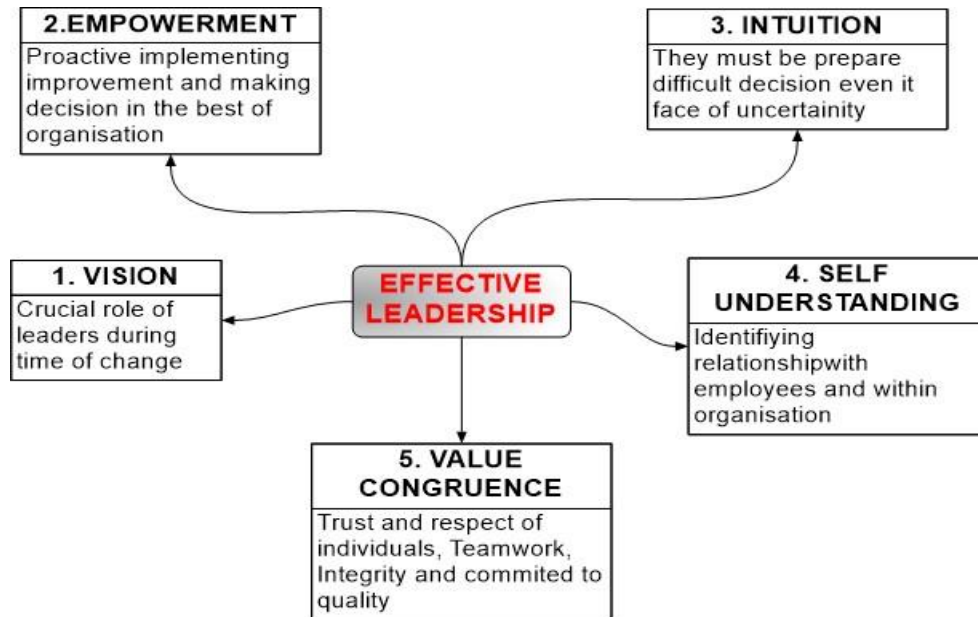 2.EMPOWERMENT
Proactive implementing
improvement and making
decision in the best of
organisation
3. INTUITION
They must be prepare
difficult decision even it
face of uncertainity
1. VISION
Crucial role of
leaders during
time of change
EFFECTIVE
LEADERSHIP
4. SELF
UNDERSTANDING
Identifiying
relationshipwith
employees and within
organisation
5. VALUE
CONGRUENCE
Trust and respect of
individuals, Teamwork,
Integrity and commited to
quality